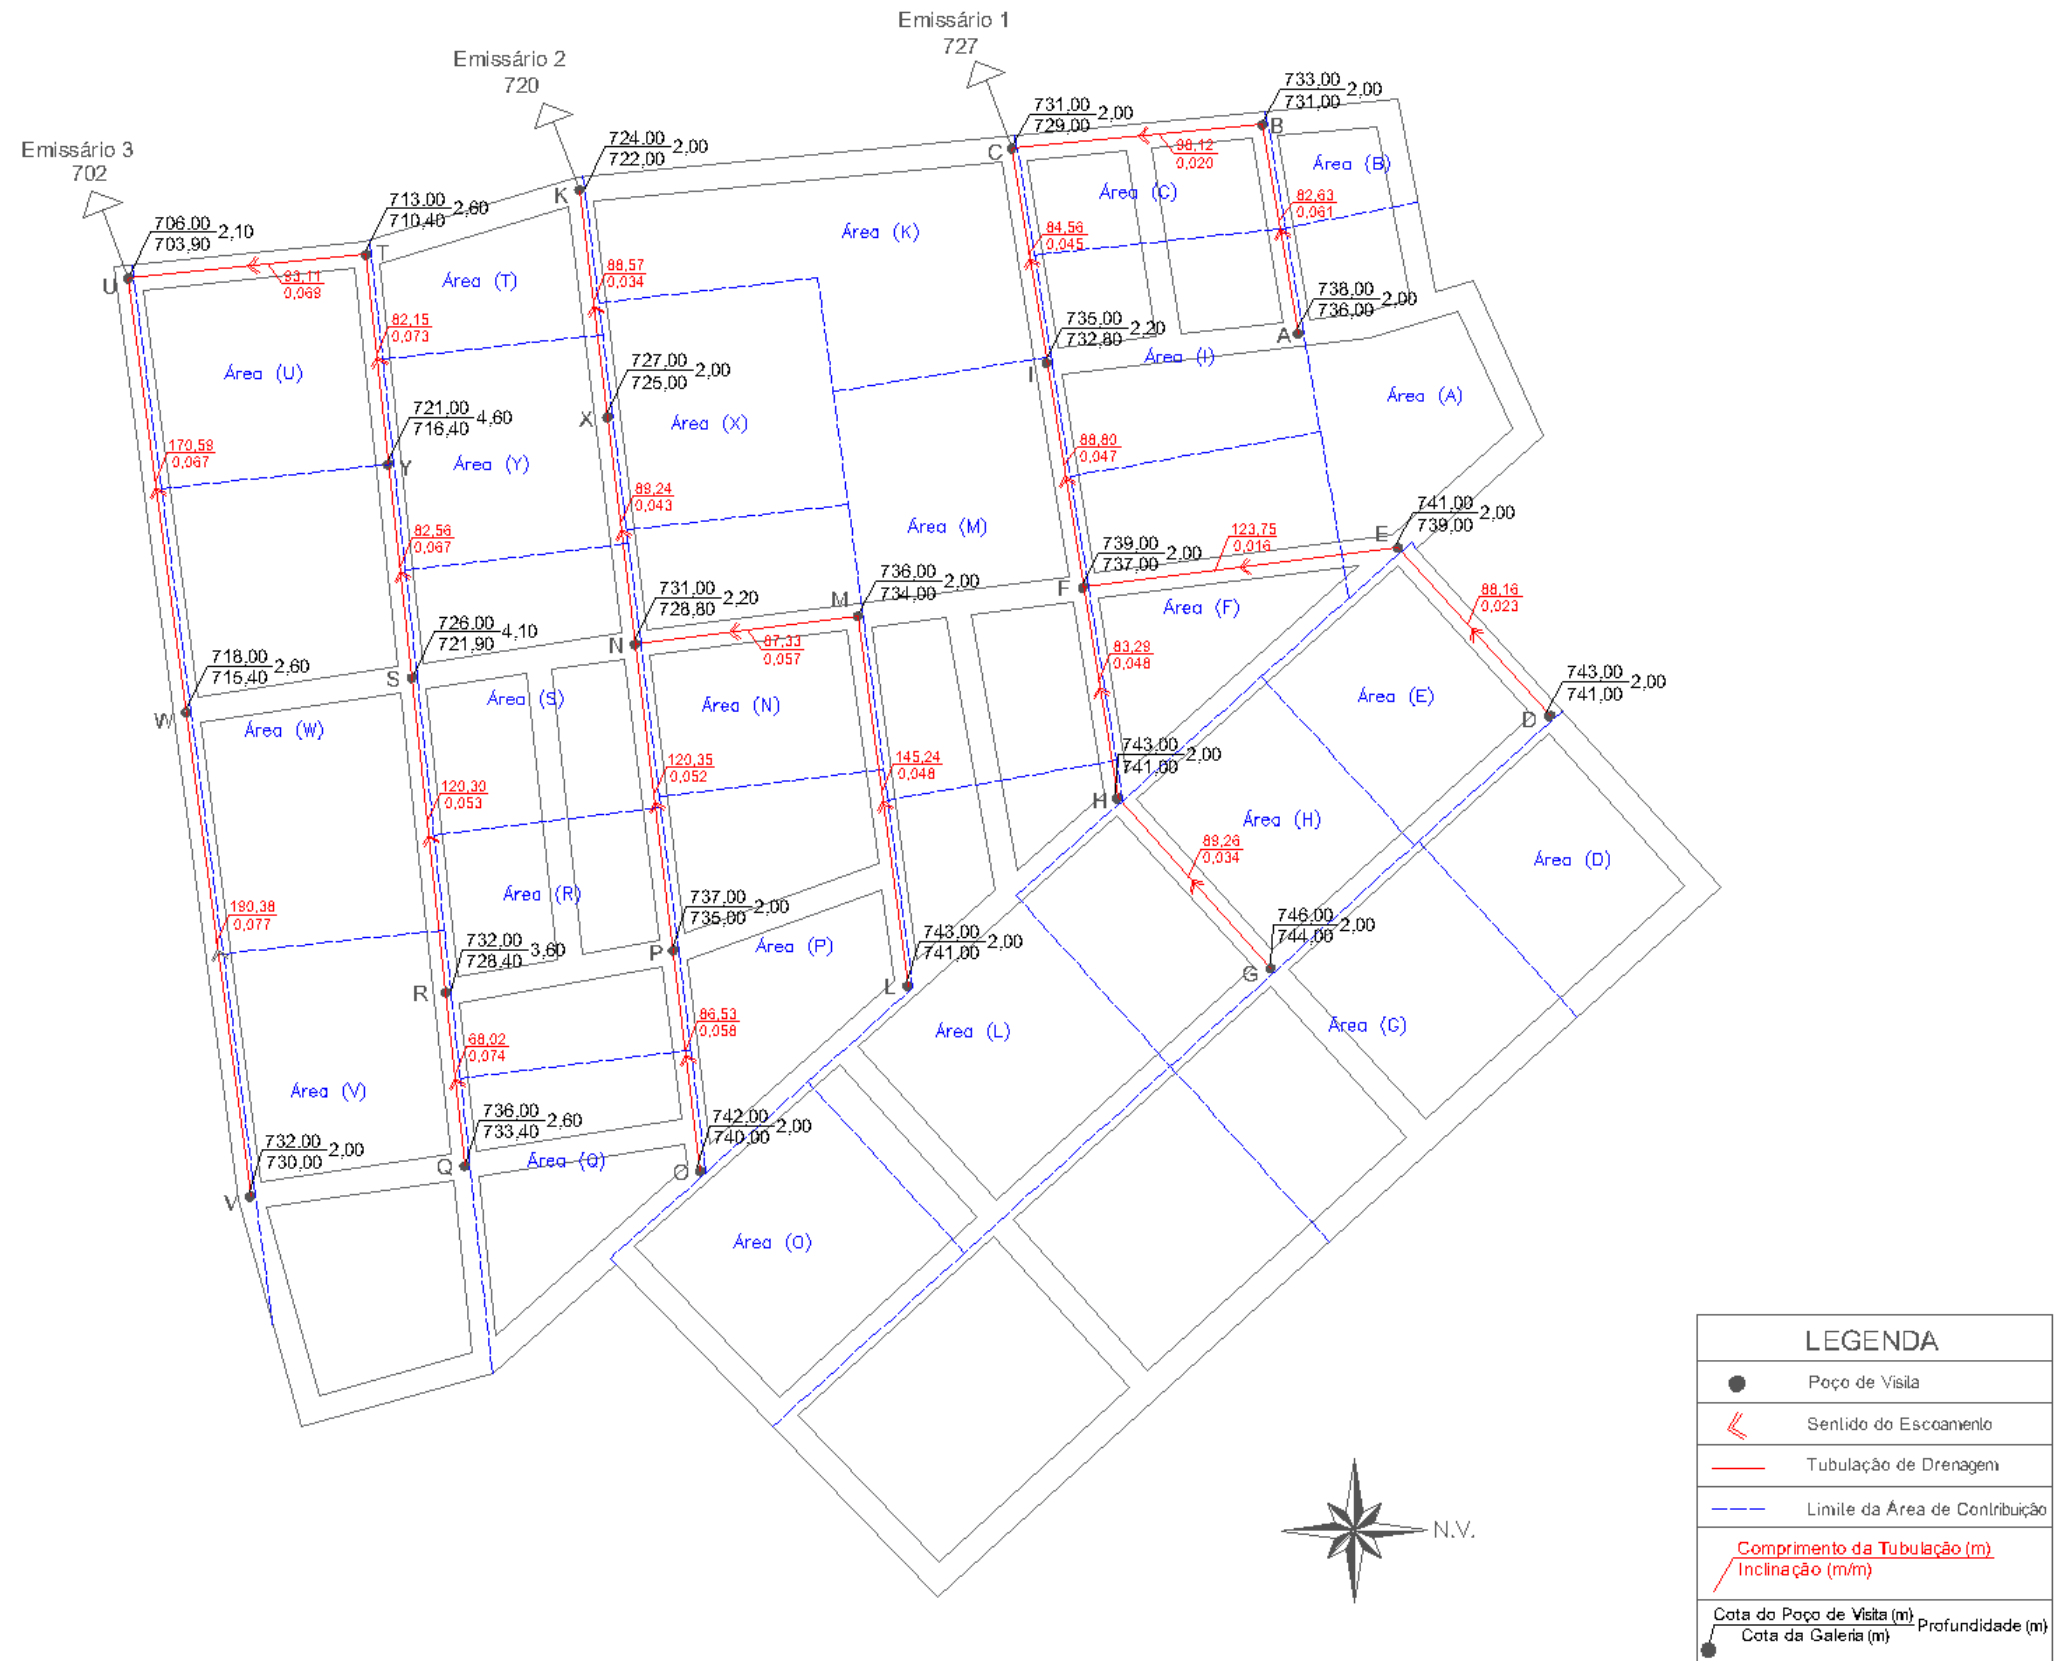 Emissário 1
727
Emissário 2
720
Emissário 3
702
733,00
731,00
2,00
B
731,00
729,00
2,00
C
98,12
0,020
Área (B)
Área (C)
82,63
0,061
724,00
722,00
2,00
K
713,00
710,40
2,60
T
706,00
703,90
2,10
U
93,11
0,069
Área (T)
Área (K)
84,56
0,045
88,57
0,034
738,00
736,00
2,00
A
735,00
732,80
2,20
I
Área (I)
82,15
0,073
Área (U)
727,00
725,00
2,00
X
Área (X)
Área (A)
721,00
716,40
4,60
Y
Área (Y)
170,59
0,067
88,80
0,047
89,24
0,043
741,00
739,00
2,00
E
Área (M)
82,56
0,067
123,75
0,016
739,00
737,00
2,00
F
736,00
734,00
2,00
M
88,16
0,023
Área (F)
731,00
728,80
2,20
N
87,33
0,057
726,00
721,90
4,10
S
718,00
715,40
2,60
W
83,29
0,048
743,00
741,00
2,00
D
Área (E)
Área (S)
Área (N)
Área (W)
743,00
741,00
2,00
H
120,30
0,053
120,35
0,052
145,24
0,048
Área (H)
89,26
0,034
Área (D)
Área (R)
190,38
0,077
737,00
735,00
2,00
P
Área (P)
746,00
744,00
2,00
G
743,00
741,00
2,00
L
732,00
728,40
3,60
R
Área (G)
Área (L)
86,53
0,058
68,02
0,074
Área (V)
736,00
733,40
2,60
Q
742,00
740,00
2,00
O
732,00
730,00
2,00
V
Área (Q)
Área (O)
N.V.
LEGENDA
Poço de Visita
Sentido do Escoamento
Tubulação de Drenagem
Limite da Área de Contribuição
Comprimento da Tubulação (m)
Inclinação (m/m)
Cota do Poço de Visita (m)
Cota da Galeria (m)
Profundidade (m)